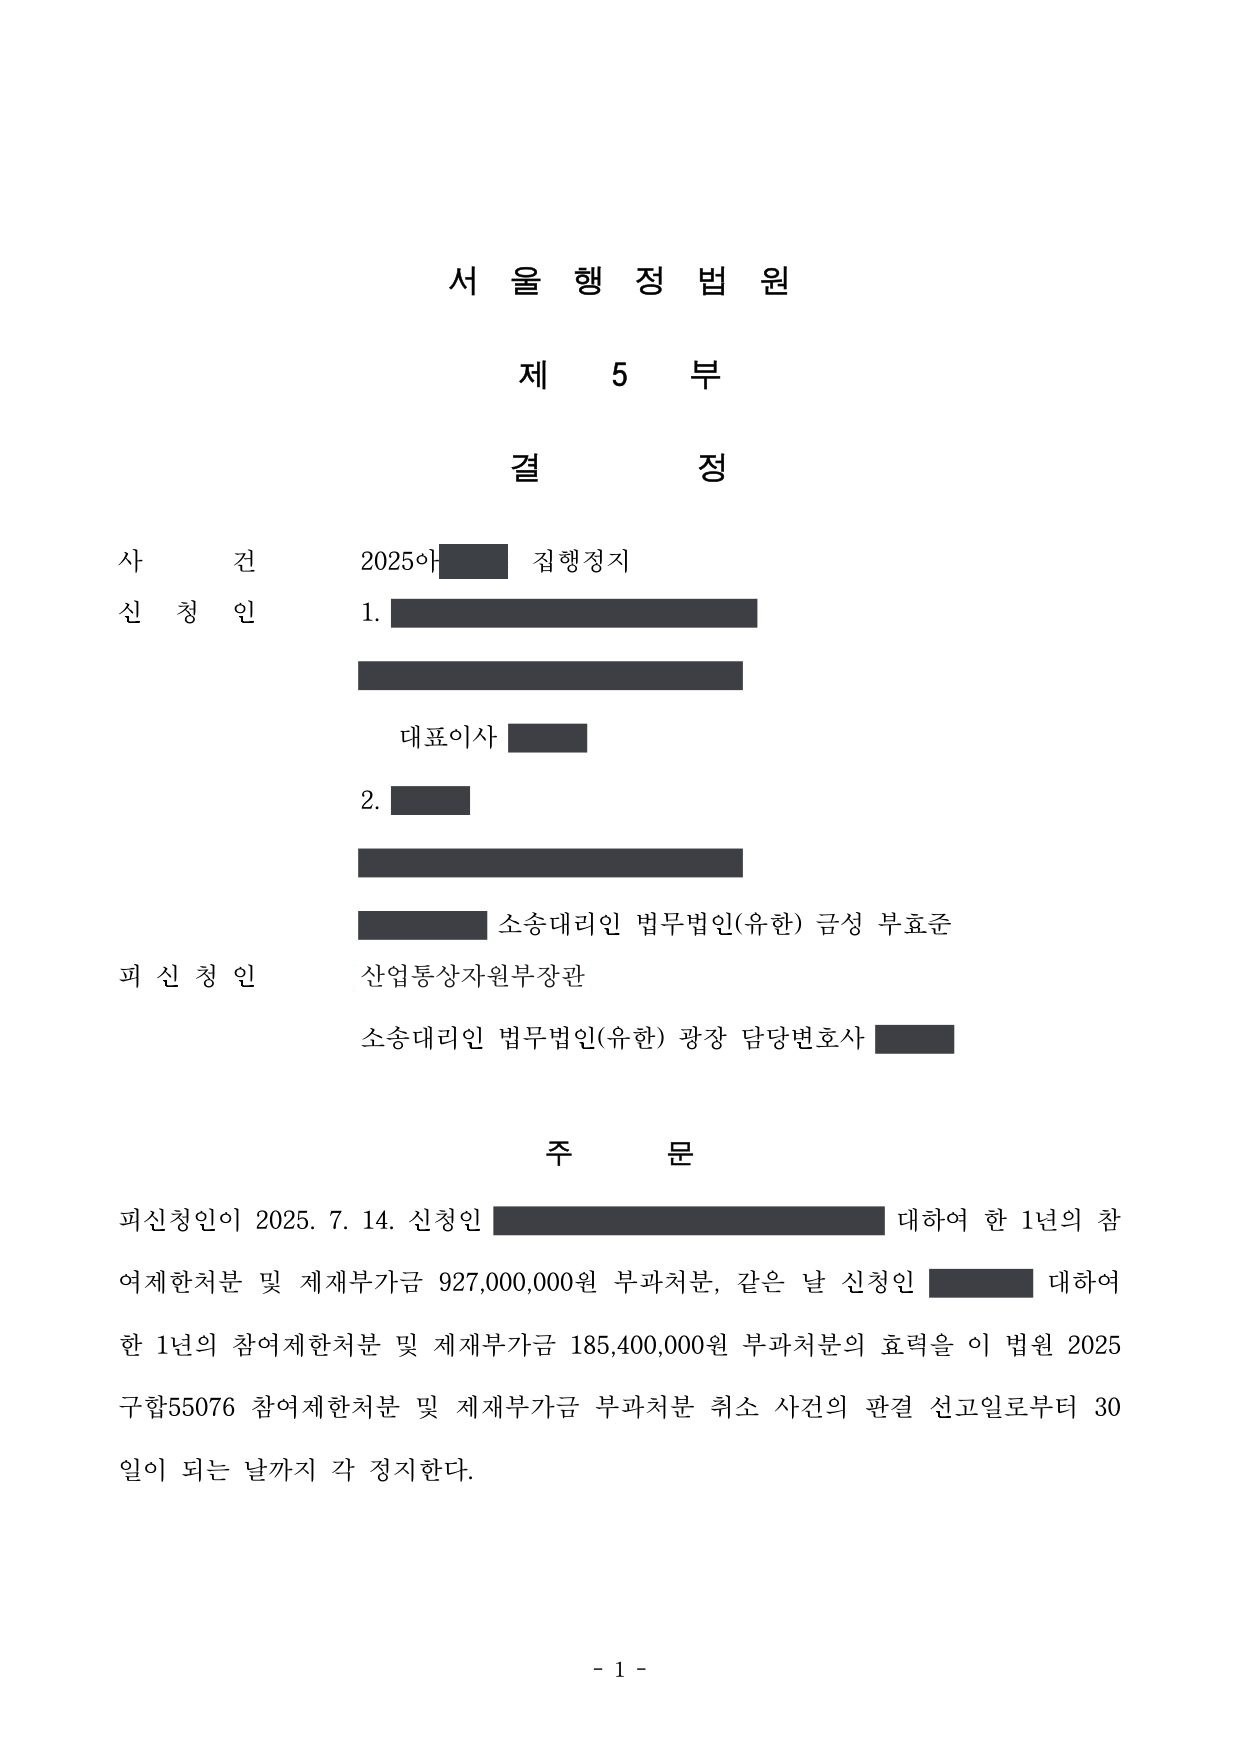 서 울 행 정 법 원
제 5 부
결 정
사 건 2025아 집행정지
신 청 인 1.
대표이사
2.
소송대리인 법무법인(유한) 금성 부효준
피 신 청 인 산업통상자원부장관
소송대리인 법무법인(유한) 광장 담당변호사
주 문
피신청인이 2025. 7. 14. 신청인 대하여 한 1년의 참
여제한처분 및 제재부가금 927,000,000원 부과처분, 같은 날 신청인 대하여
한 1년의 참여제한처분 및 제재부가금 185,400,000원 부과처분의 효력을 이 법원 2025
구합55076 참여제한처분 및 제재부가금 부과처분 취소 사건의 판결 선고일로부터 30
일이 되는 날까지 각 정지한다.
- 1 -